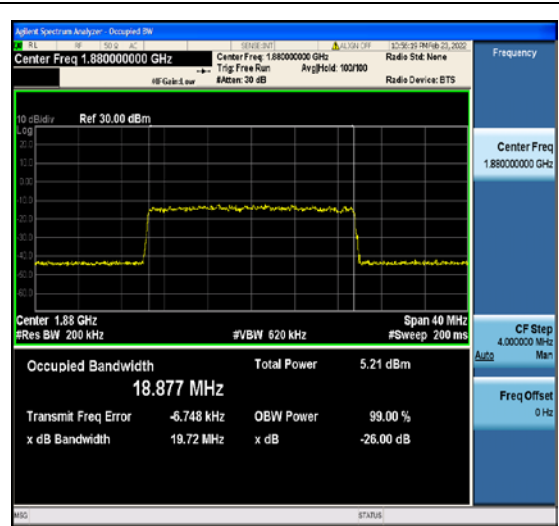 Agilent Spectrum Analyzer - Occupied BW
RL RF 50 Ω AC SENSE:INT ALIGN OFF 10:56:19 PM Feb 23, 2022
Center Freq 1.880000000 GHz
Center Freq: 1.880000000 GHz
Radio Std: None
Trig: Free Run Avg|Hold: 100/100
#IFGain:Low #Atten: 30 dB Radio Device: BTS
Frequency
10 dB/div Ref 30.00 dBm
Log
20.0
10.0
0.00
-10.0
-20.0
-30.0
-40.0
-50.0
-60.0
Center 1.88 GHz Span 40 MHz
#Res BW 200 kHz #VBW 620 kHz #Sweep 200 ms
Center Freq
1.880000000 GHz
CF Step
4.000000 MHz
Auto Man
Freq Offset
0 Hz
Occupied Bandwidth Total Power 5.21 dBm
18.877 MHz
Transmit Freq Error -6.748 kHz OBW Power 99.00 %
x dB Bandwidth 19.72 MHz x dB -26.00 dB
MSG STATUS